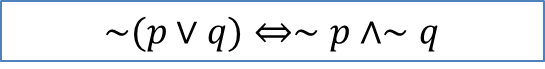 ~(p ∨ q) ⇔~ p ∧~ q